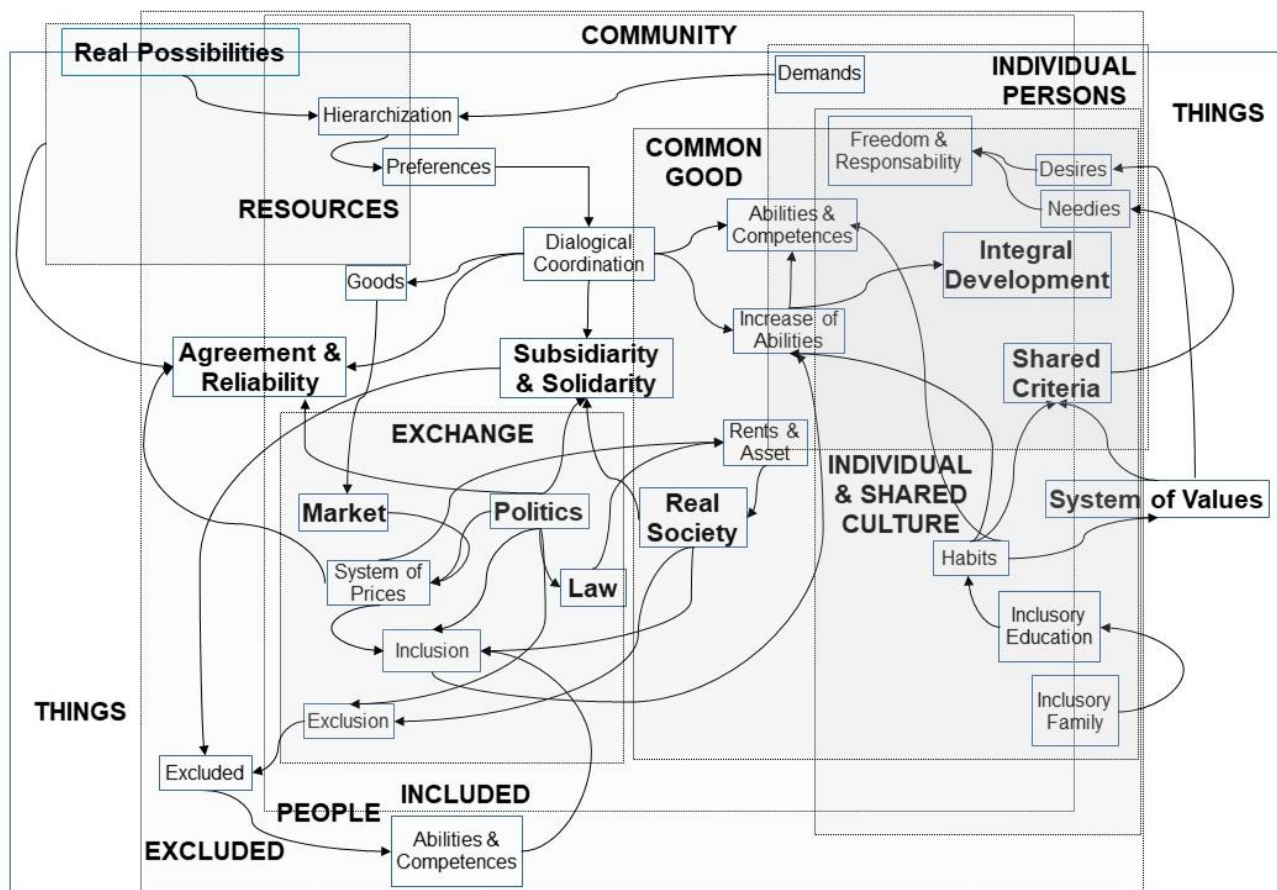 COMMUNITY
Real Possibilities
Demands
INDIVIDUAL
PERSONS
THINGS
Hierarchization
Freedom &
Responsability
COMMON
GOOD
Preferences
Desires
Needies
RESOURCES
Abilities &
Competences
Dialogical
Coordination
Integral
Development
Goods
Increase of
Abilities
Agreement &
Reliability
Subsidiarity
& Solidarity
Shared
Criteria
EXCHANGE
Rents &
Asset
INDIVIDUAL
& SHARED
CULTURE
Market
Politics
Real
Society
System of Values
System of
Prices
Law
Habits
Inclusion
Inclusory
Education
THINGS
Exclusion
Inclusory
Family
Excluded
INCLUDED
PEOPLE
EXCLUDED
Abilities &
Competences